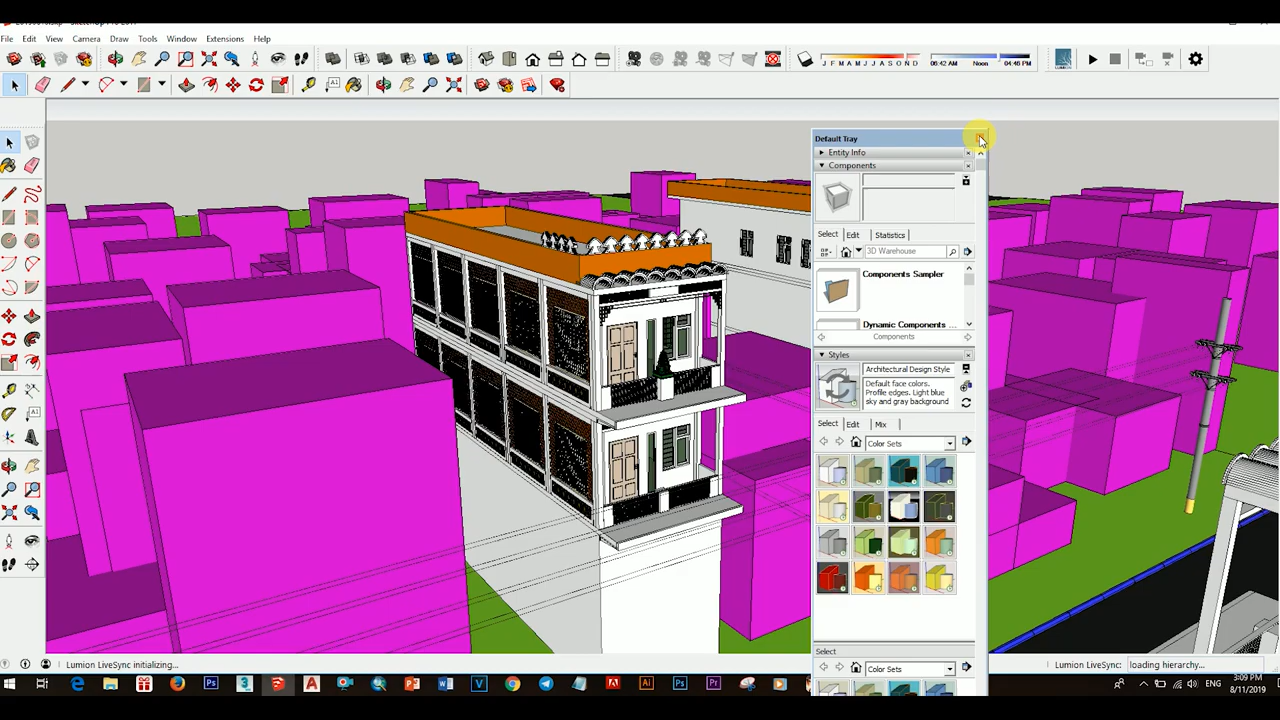 File Edit View Camera Draw Tools Window Extensions Help
J F M A M J J A S O N D
06:42 AM Noon 04:46 PM
Default Tray
Entity Info
Components
Select Edit Statistics
3D Warehouse
Components Sampler
Dynamic Components ...
Components
Styles
Architectural Design Style
Default face colors.
Profile edges. Light blue
sky and gray background
Select Edit Mix
Color Sets
Select
Color Sets
Lumion LiveSync initializing...
Lumion LiveSync: loading hierarchy...
ENG
3:09 PM
8/11/2019